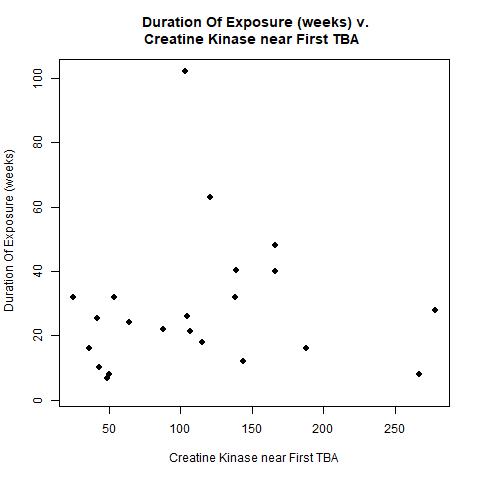 Duration Of Exposure (weeks) v.
Creatine Kinase near First TBA
100
80
60
40
20
0
Duration Of Exposure (weeks)
50 100 150 200 250
Creatine Kinase near First TBA